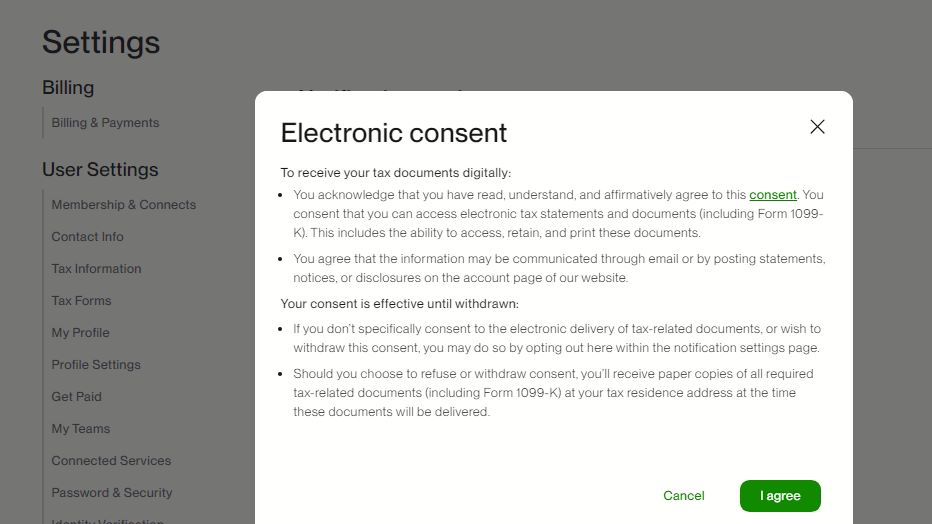 Settings
Billing
Billing & Payments
User Settings
Membership & Connects
Contact Info
Tax Information
Tax Forms
My Profile
Profile Settings
Get Paid
My Teams
Connected Services
Password & Security
Identity Verification
Electronic consent
To receive your tax documents digitally:
You acknowledge that you have read, understand, and affirmatively agree to this consent. You
consent that you can access electronic tax statements and documents (including Form 1099-
K). This includes the ability to access, retain, and print these documents.
You agree that the information may be communicated through email or by posting statements,
notices, or disclosures on the account page of our website.
Your consent is effective until withdrawn:
If you don't specifically consent to the electronic delivery of tax-related documents, or wish to
withdraw this consent, you may do so by opting out here within the notification settings page.
Should you choose to refuse or withdraw consent, you'll receive paper copies of all required
tax-related documents (including Form 1099-K) at your tax residence address at the time
these documents will be delivered.
Cancel
I agree